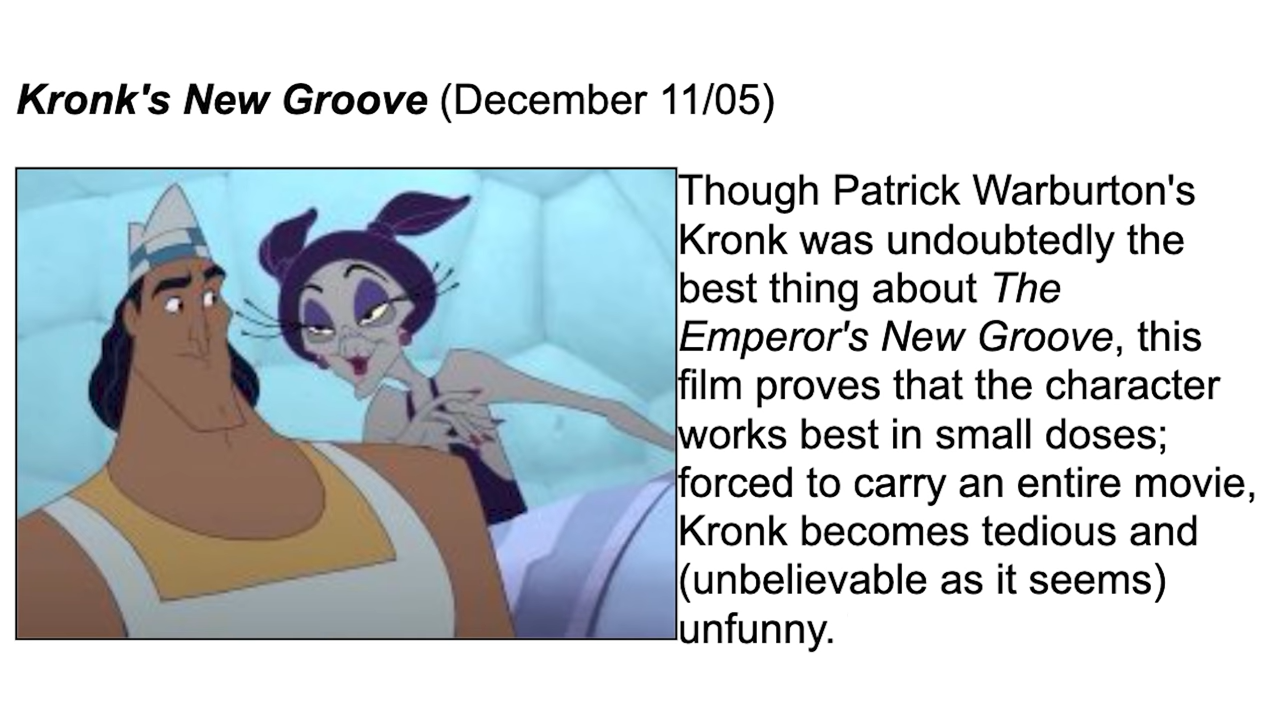 Kronk's New Groove (December 11/05)
Though Patrick Warburton's
Kronk was undoubtedly the
best thing about The
Emperor's New Groove, this
film proves that the character
works best in small doses;
forced to carry an entire movie,
Kronk becomes tedious and
(unbelievable as it seems)
unfunny.